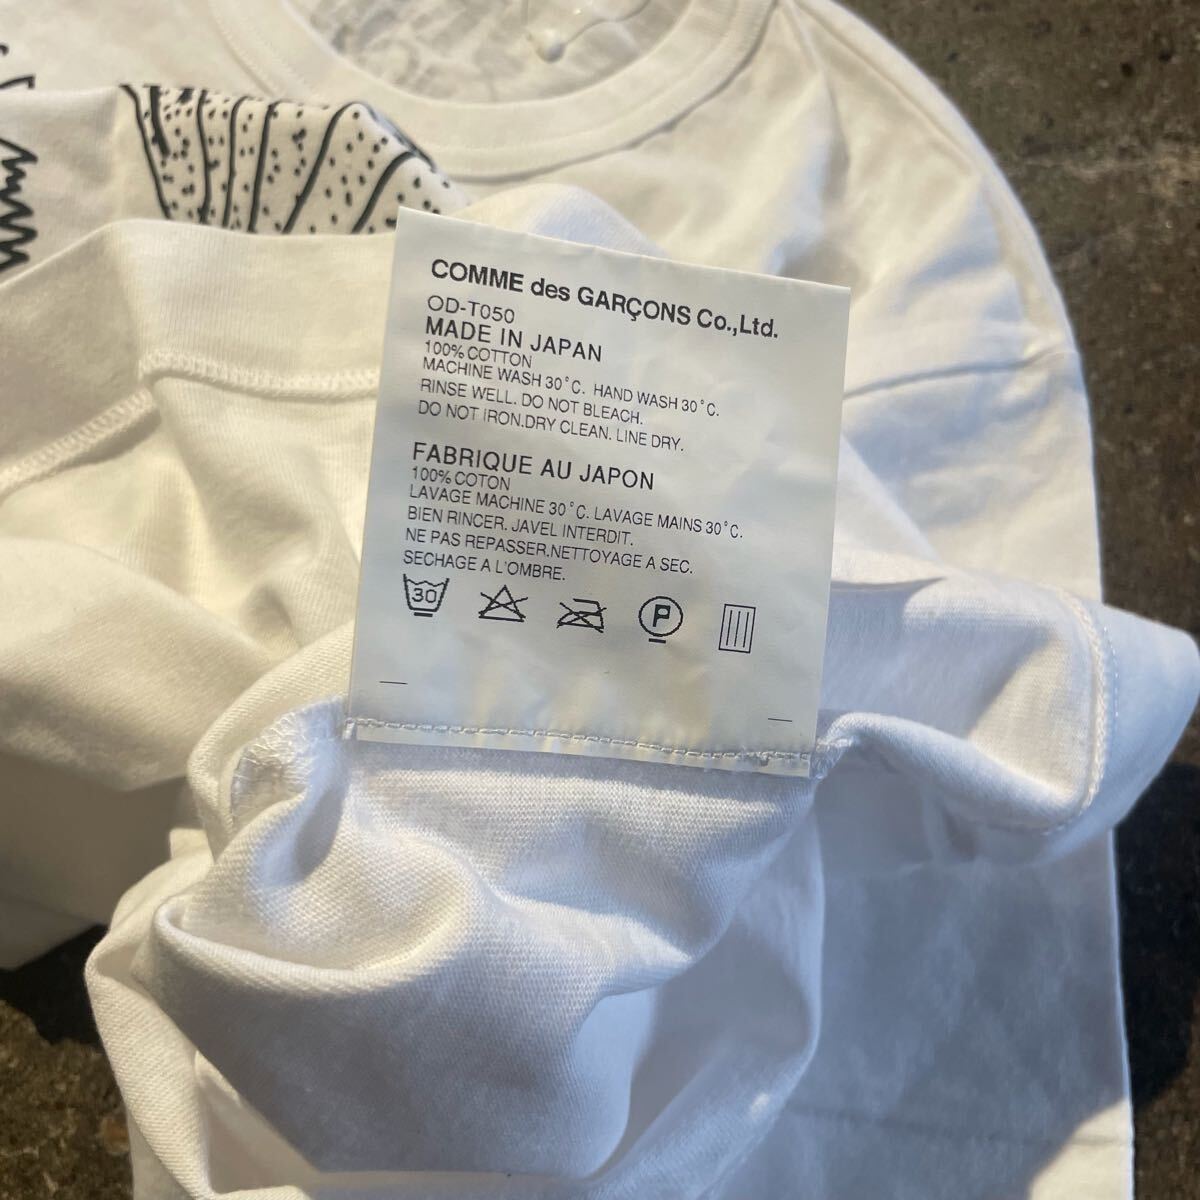 COMME des GARÇONS Co.,Ltd.
OD-T050
MADE IN JAPAN
100% COTTON
MACHINE WASH 30°C. HAND WASH 30°C.
RINSE WELL. DO NOT BLEACH.
DO NOT IRON.DRY CLEAN. LINE DRY.
FABRIQUE AU JAPON
100% COTON
LAVAGE MACHINE 30°C. LAVAGE MAINS 30°C.
BIEN RINCER. JAVEL INTERDIT.
NE PAS REPASSER.NETTOYAGE A SEC.
SECHAGE A L'OMBRE.
30 P